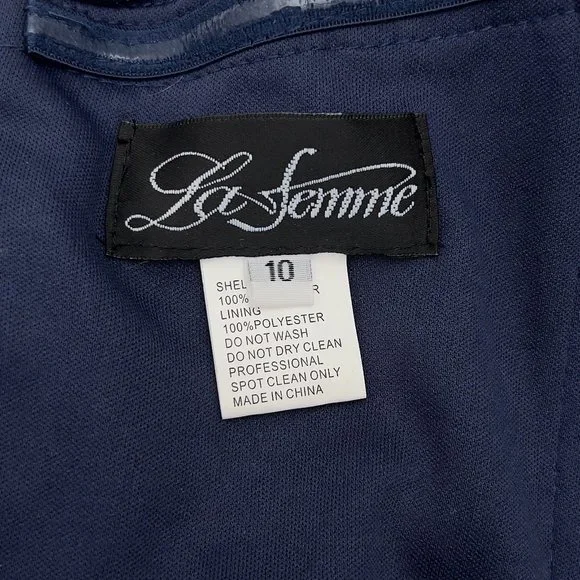 La Femme
10
SHEL R
100%
LINING
100%POLYESTER
DO NOT WASH
DO NOT DRY CLEAN
PROFESSIONAL
SPOT CLEAN ONLY
MADE IN CHINA